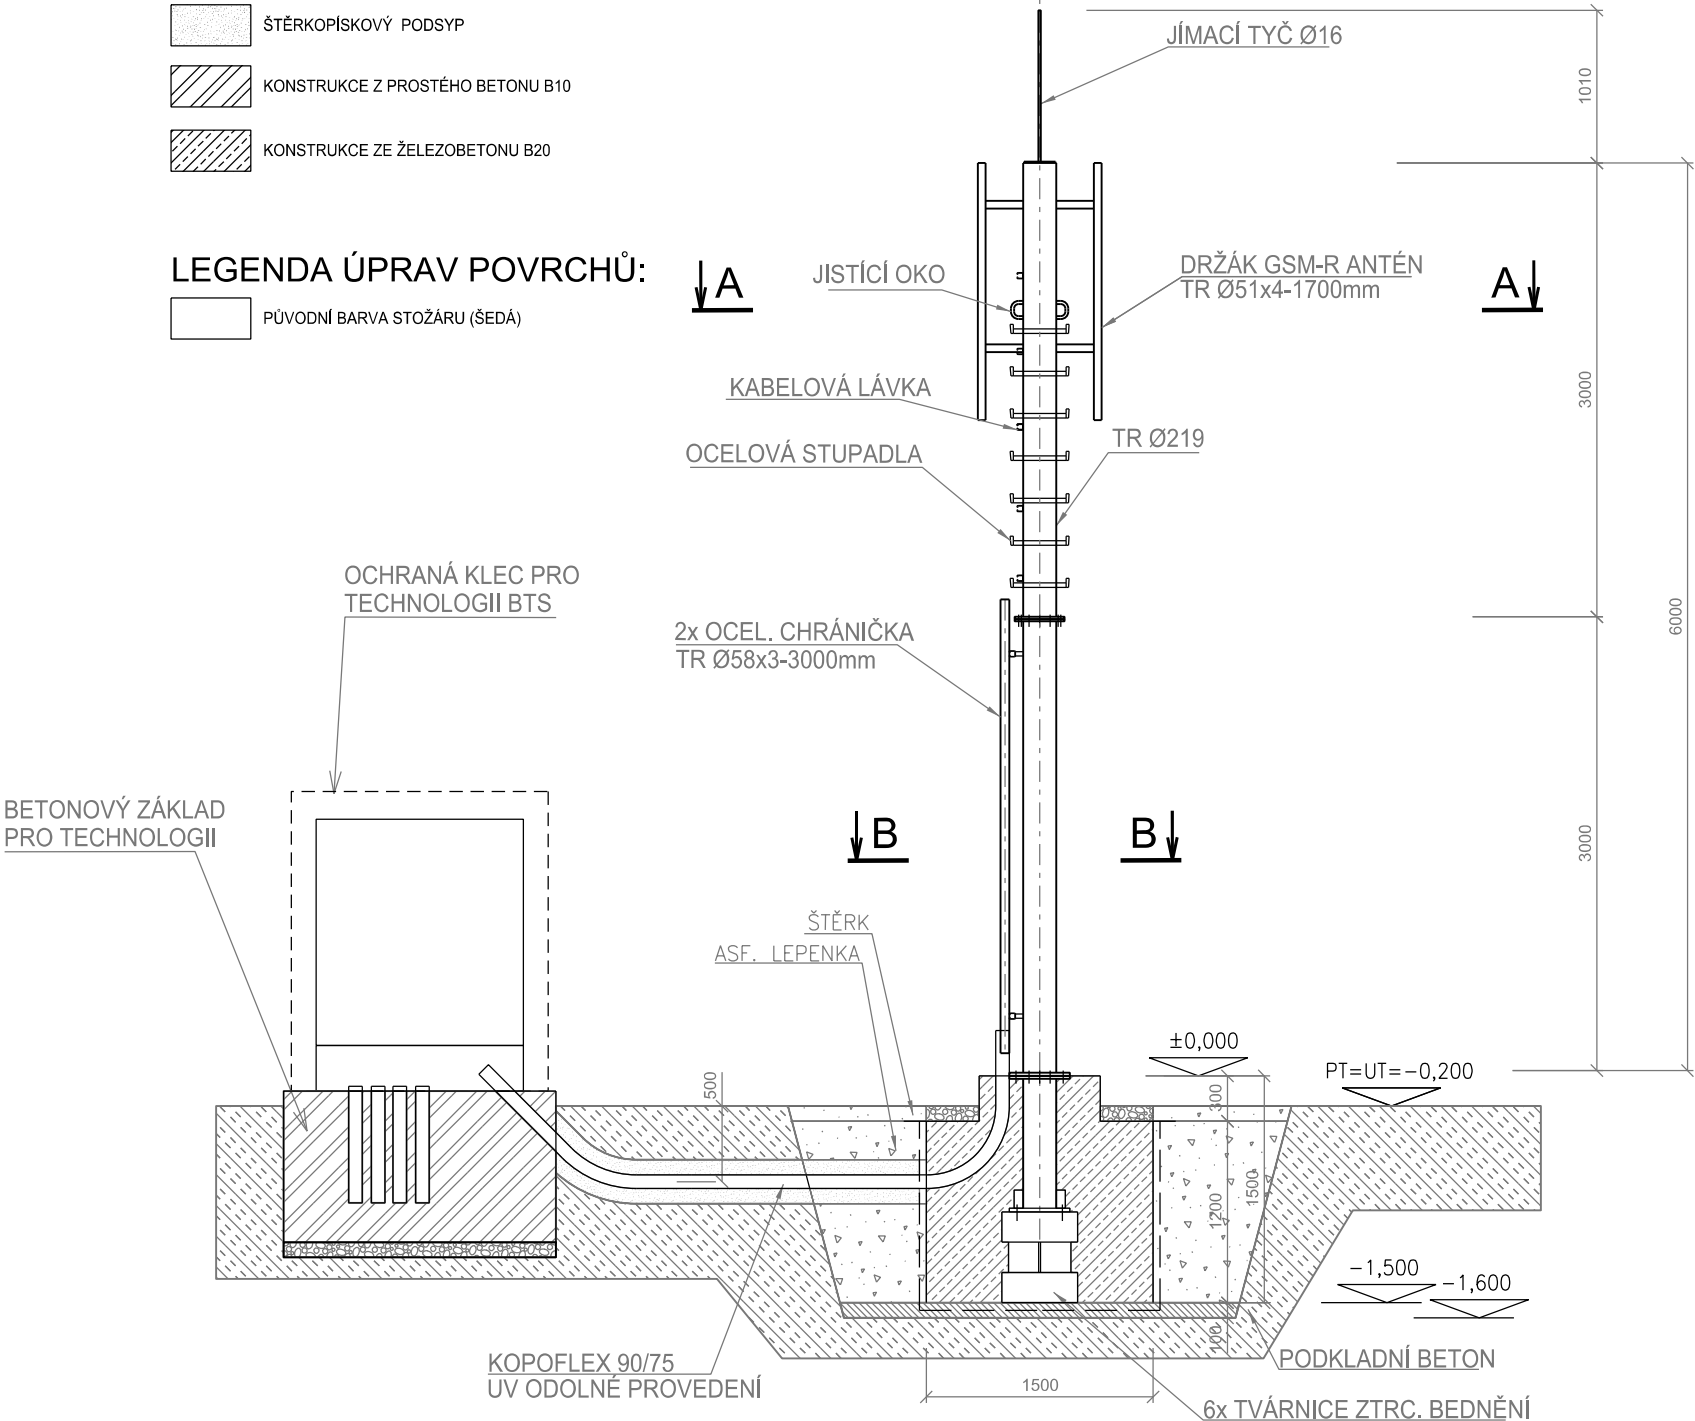 ŠTĚRKOPÍSKOVÝ PODSYP
KONSTRUKCE Z PROSTÉHO BETONU B10
KONSTRUKCE ZE ŽELEZOBETONU B20
LEGENDA ÚPRAV POVRCHŮ:
PŮVODNÍ BARVA STOŽÁRU (ŠEDÁ)
JÍMACÍ TYČ Ø16
1010
A
JISTÍCÍ OKO
DRŽÁK GSM-R ANTÉN
TR Ø51x4-1700mm
A
KABELOVÁ LÁVKA
3000
TR Ø219
OCELOVÁ STUPADLA
OCHRANÁ KLEC PRO
TECHNOLOGII BTS
6000
2x OCEL. CHRÁNIČKA
TR Ø58x3-3000mm
BETONOVÝ ZÁKLAD
PRO TECHNOLOGII
B
B
3000
ŠTĚRK
ASF. LEPENKA
±0,000
PT=UT=-0,200
500
300
1200
1500
100
-1,500
-1,600
KOPOFLEX 90/75
UV ODOLNÉ PROVEDENÍ
1500
PODKLADNÍ BETON
6x TVÁRNICE ZTRC. BEDNĚNÍ